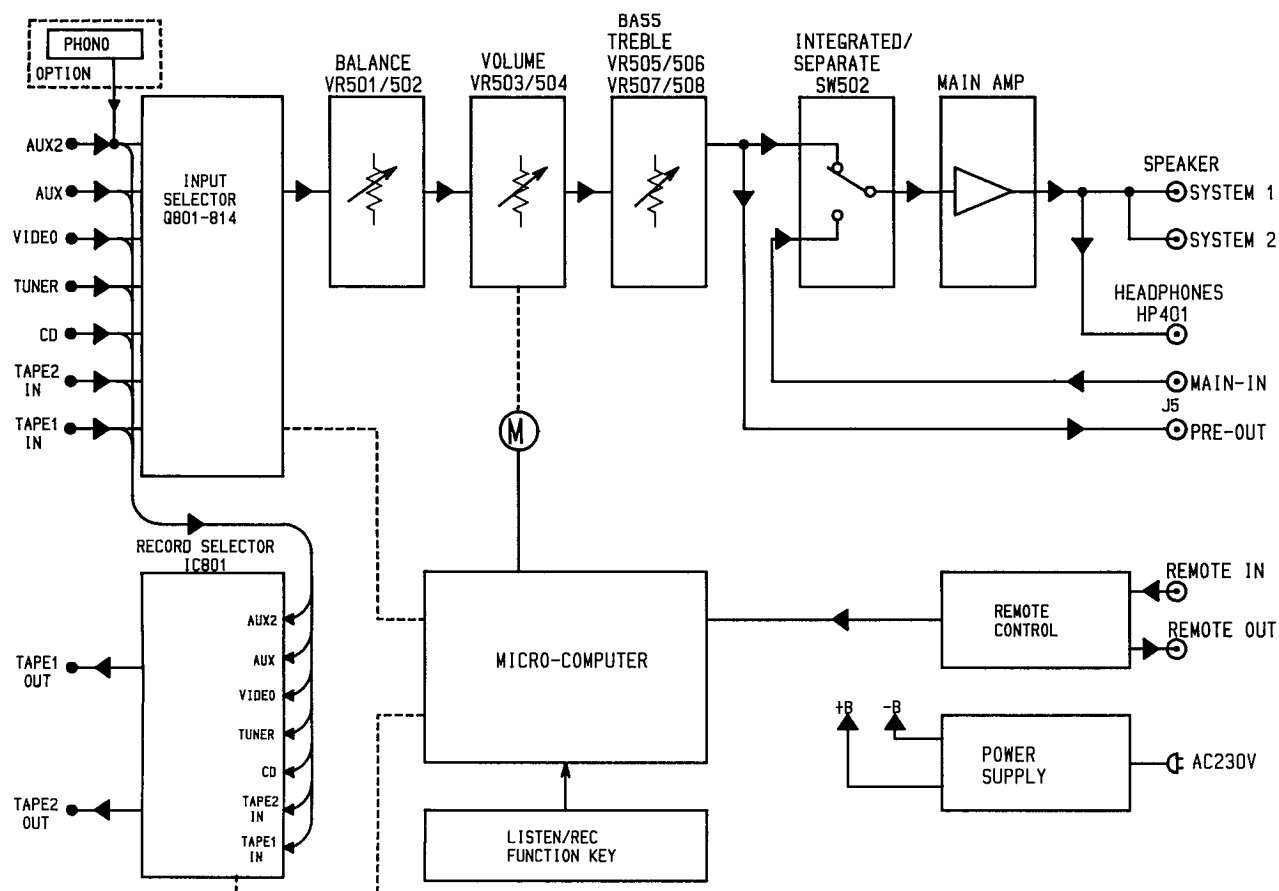 PHONO
OPTION
BA55
TREBLE
VR505/506
VR507/508
BALANCE
VR501/502
VOLUME
VR503/504
INTEGRATED/
SEPARATE
SW502
MAIN AMP
AUX2
AUX
VIDEO
TUNER
CD
TAPE2
IN
TAPE1
IN
INPUT
SELECTOR
Q801-814
SPEAKER
SYSTEM 1
SYSTEM 2
HEADPHONES
HP401
MAIN-IN
J5
PRE-OUT
M
RECORD SELECTOR
IC801
AUX2
AUX
VIDEO
TUNER
CD
TAPE2
IN
TAPE1
IN
TAPE1
OUT
TAPE2
OUT
MICRO-COMPUTER
LISTEN/REC
FUNCTION KEY
REMOTE
CONTROL
REMOTE IN
REMOTE OUT
+B
-B
POWER
SUPPLY
AC230V